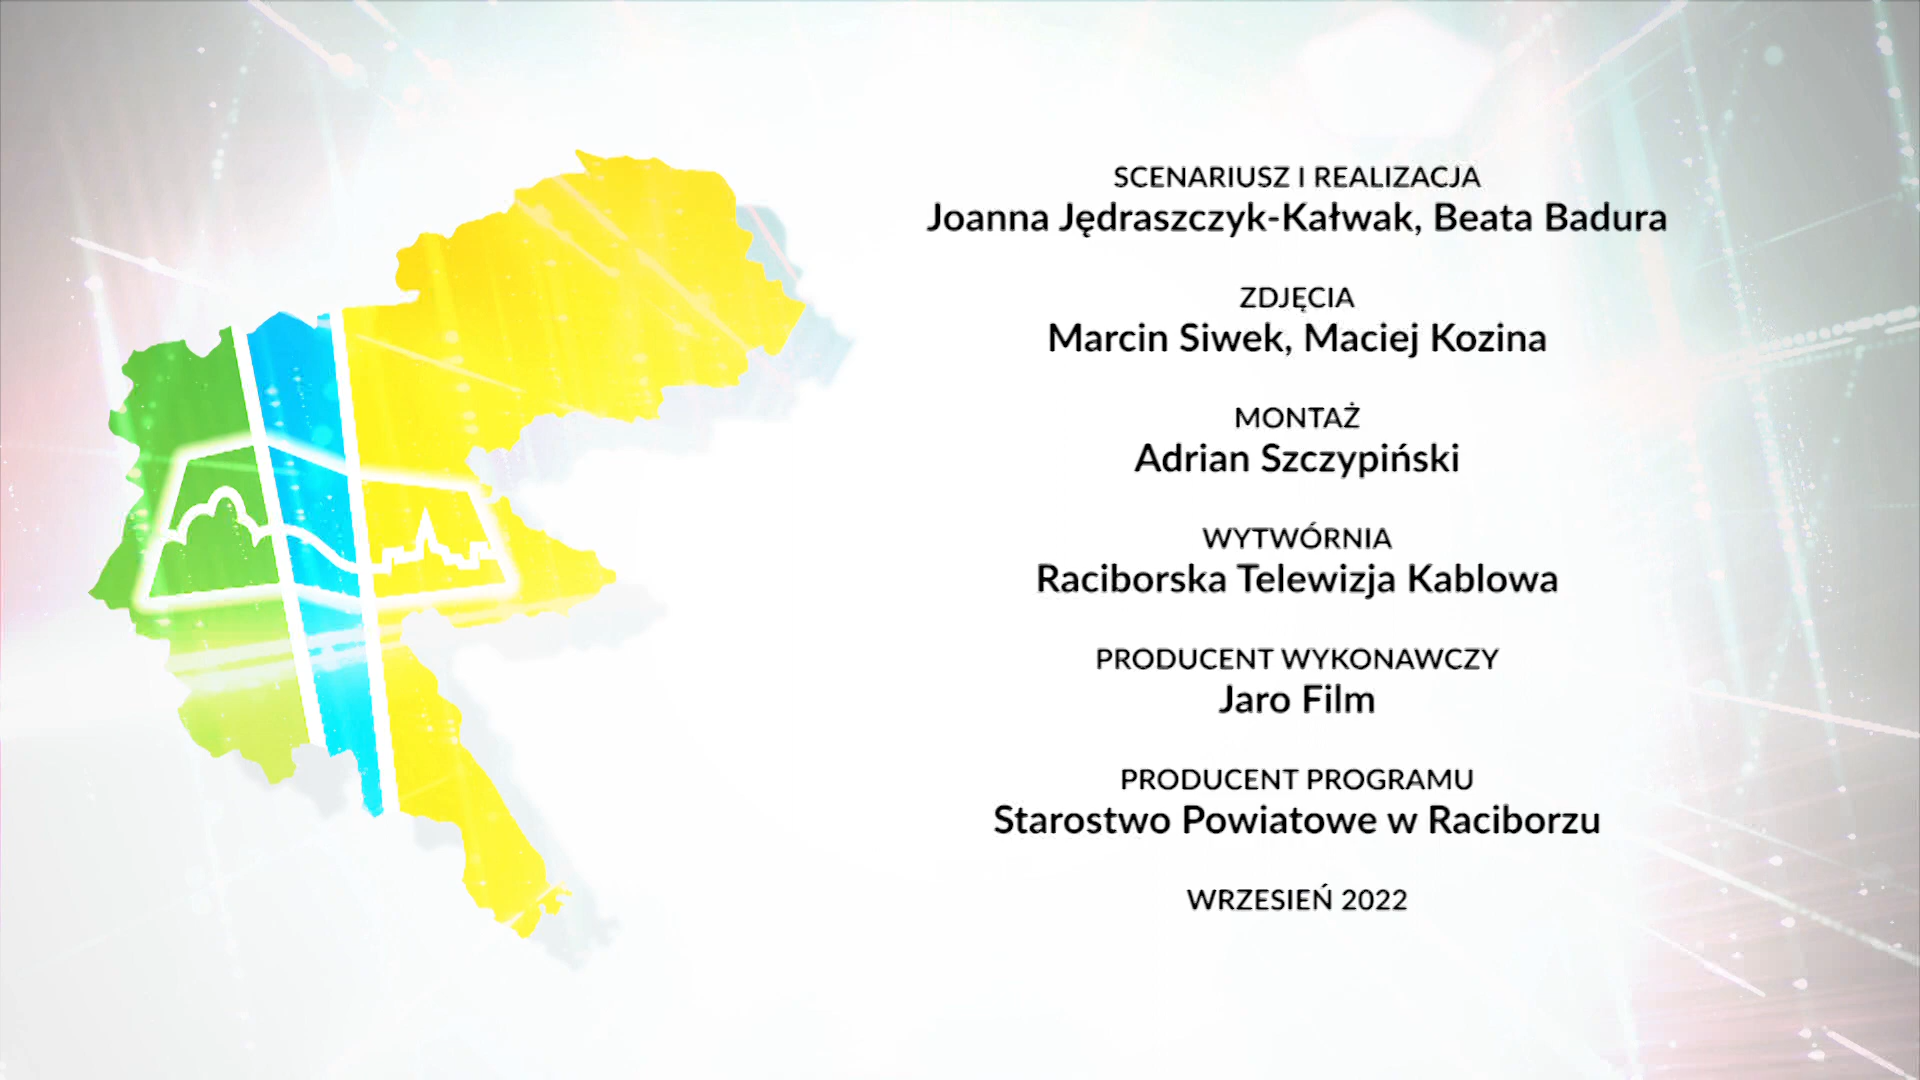 SCENARIUSZ I REALIZACJA
Joanna Jędraszczyk-Kałwak, Beata Badura
ZDJĘCIA
Marcin Siwek, Maciej Kozina
MONTAŻ
Adrian Szczypiński
WYTWÓRNIA
Raciborska Telewizja Kablowa
PRODUCENT WYKONAWCZY
Jaro Film
PRODUCENT PROGRAMU
Starostwo Powiatowe w Raciborzu
WRZESIEŃ 2022